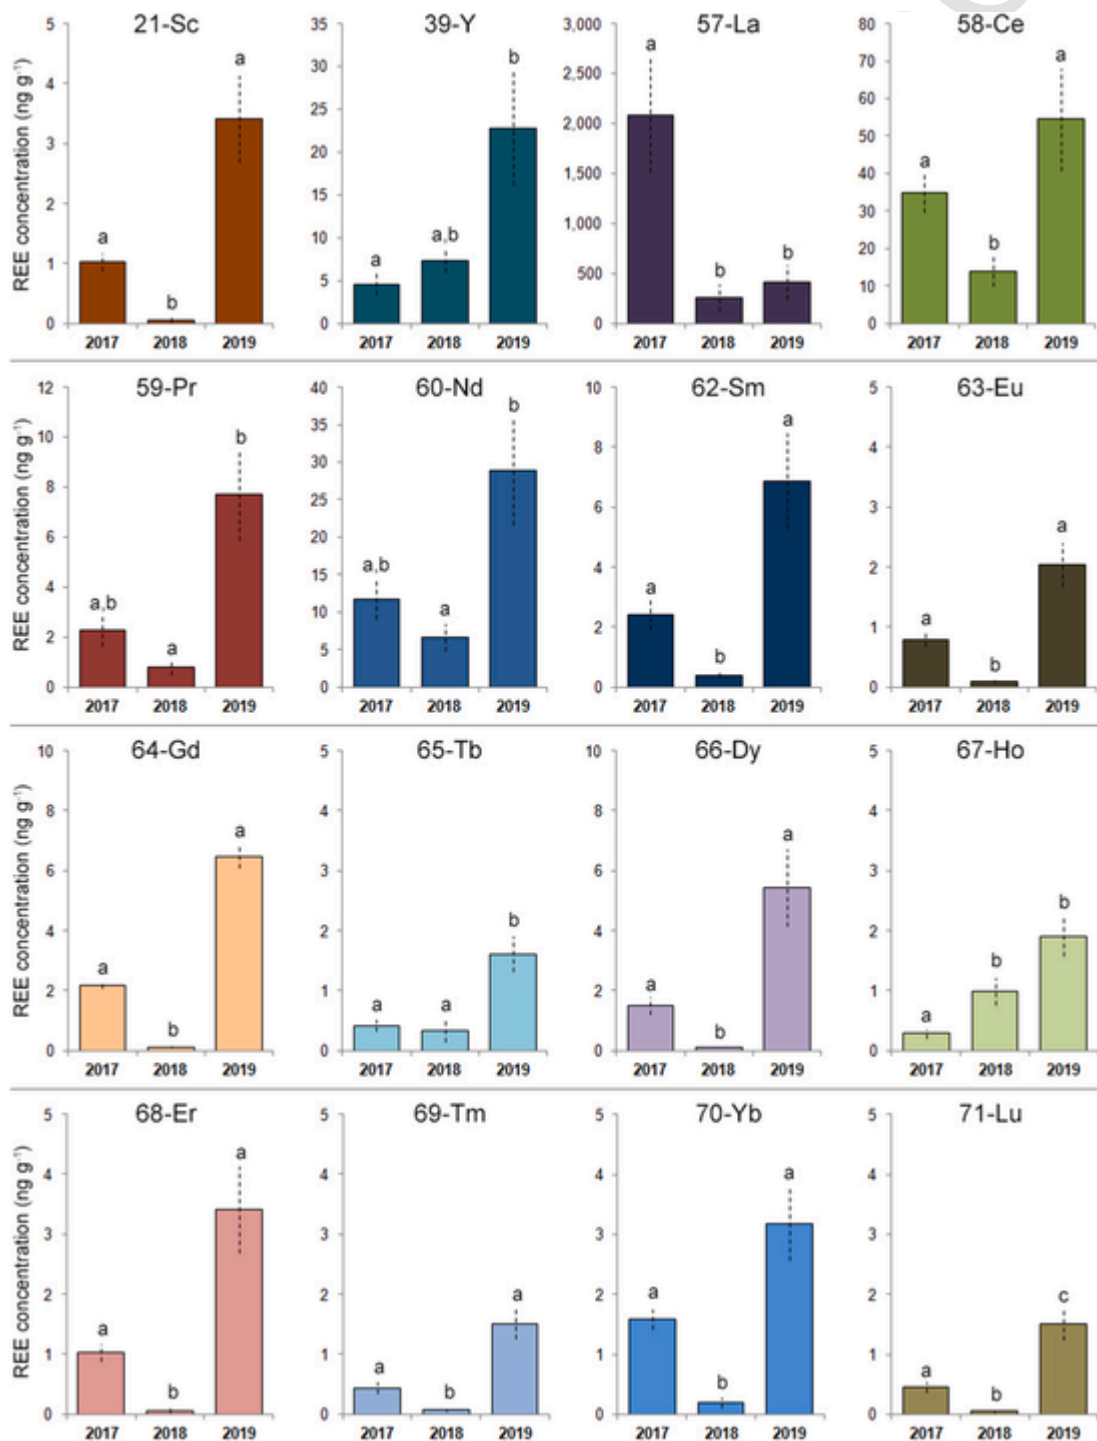 21-Sc
39-Y
57-La
58-Ce
REE concentration (ng g⁻¹)
5
4
3
2
1
0
a
b
a
2017 2018 2019
35
30
25
20
15
10
5
0
a
a,b
b
2017 2018 2019
3,000
2,500
2,000
1,500
1,000
500
0
a
b
b
2017 2018 2019
80
70
60
50
40
30
20
10
0
a
b
a
2017 2018 2019
59-Pr
60-Nd
62-Sm
63-Eu
REE concentration (ng g⁻¹)
12
10
8
6
4
2
0
a,b
a
b
2017 2018 2019
40
35
30
25
20
15
10
5
0
a,b
a
b
2017 2018 2019
10
8
6
4
2
0
a
b
a
2017 2018 2019
5
4
3
2
1
0
a
b
a
2017 2018 2019
64-Gd
65-Tb
66-Dy
67-Ho
REE concentration (ng g⁻¹)
10
8
6
4
2
0
a
b
a
2017 2018 2019
5
4
3
2
1
0
a
a
b
2017 2018 2019
10
8
6
4
2
0
a
b
a
2017 2018 2019
5
4
3
2
1
0
a
b
b
2017 2018 2019
68-Er
69-Tm
70-Yb
71-Lu
REE concentration (ng g⁻¹)
5
4
3
2
1
0
a
b
a
2017 2018 2019
5
4
3
2
1
0
a
b
a
2017 2018 2019
5
4
3
2
1
0
a
b
a
2017 2018 2019
5
4
3
2
1
0
a
b
c
2017 2018 2019